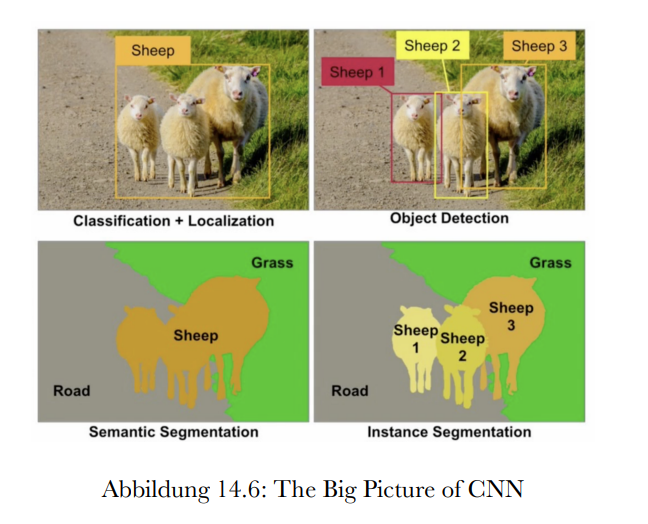 Sheep
Sheep 1
Sheep 2
Sheep 3
Classification + Localization
Object Detection
Grass
Sheep
Road
Grass
Sheep
3
Sheep
1
Sheep
2
Road
Semantic Segmentation
Instance Segmentation
Abbildung 14.6: The Big Picture of CNN